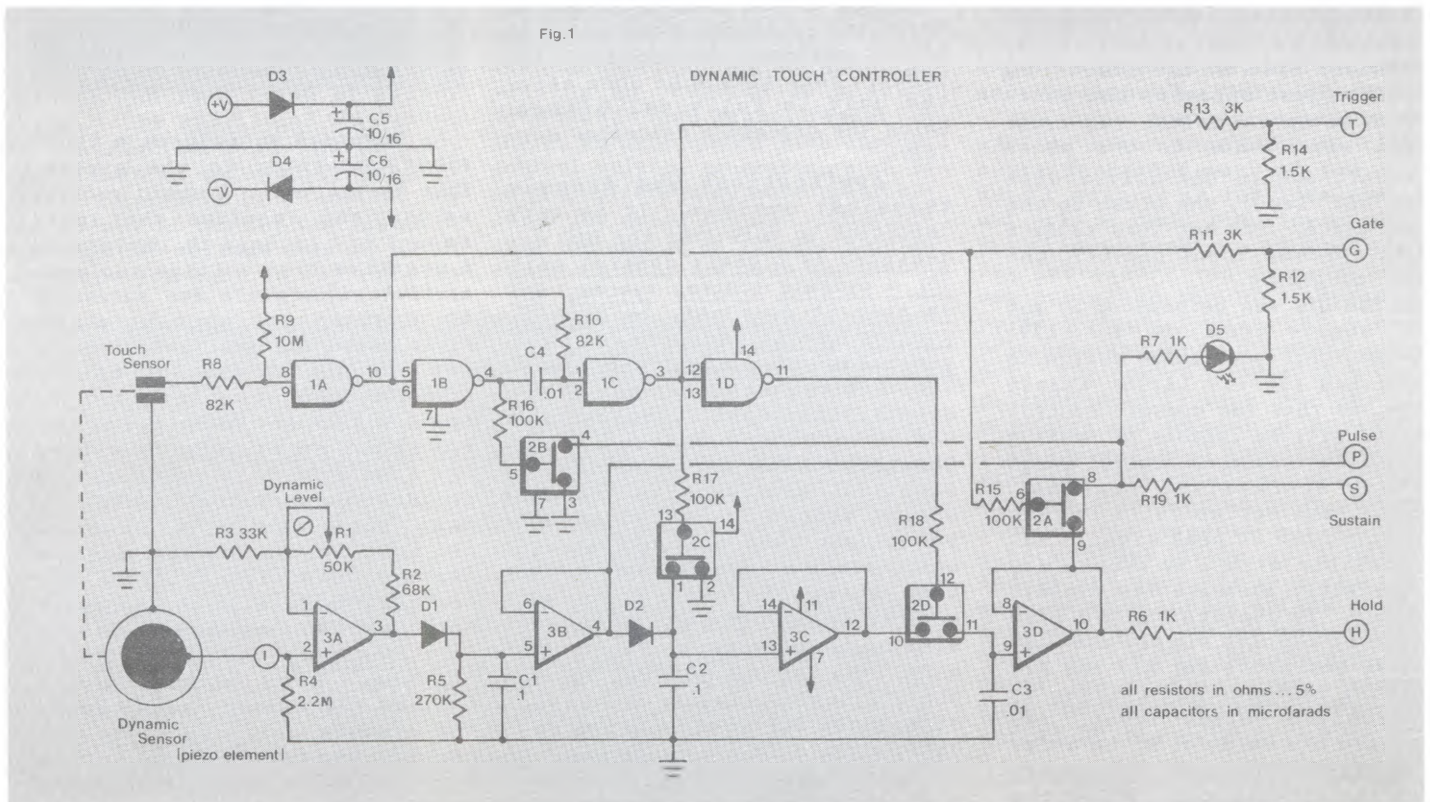 Fig.1
DYNAMIC TOUCH CONTROLLER
D3
+V
+
C5
10/16
D4
+
C6
10/16
-V
R13 3K
Trigger
T
R14
1.5K
R11 3K
Gate
G
R12
1.5K
R9
10M
R10
82K
Touch
Sensor
R8
82K
8
9
1A
10
5
6
1B
4
7
C4
.01
1
2
1C
3
12
13
1D
14
11
R7 1K
D5
R16
100K
2B
4
5
7
3
Pulse
P
S
Sustain
R19 1K
R17
100K
13
14
2C
1
2
R15
100K
6
8
2A
9
R18
100K
12
2D
10
11
Dynamic
Level
R3 33K
R1
50K
R2
68K
1
-
3A
2
+
3
D1
6
-
3B
5
+
4
D2
14
-
11
3C
13
+
12
7
8
-
3D
9
+
10
R6 1K
Hold
H
I
R4
2.2M
R5
270K
C1
.1
C2
.1
C3
.01
Dynamic
Sensor
(piezo element)
all resistors in ohms...5%
all capacitors in microfarads